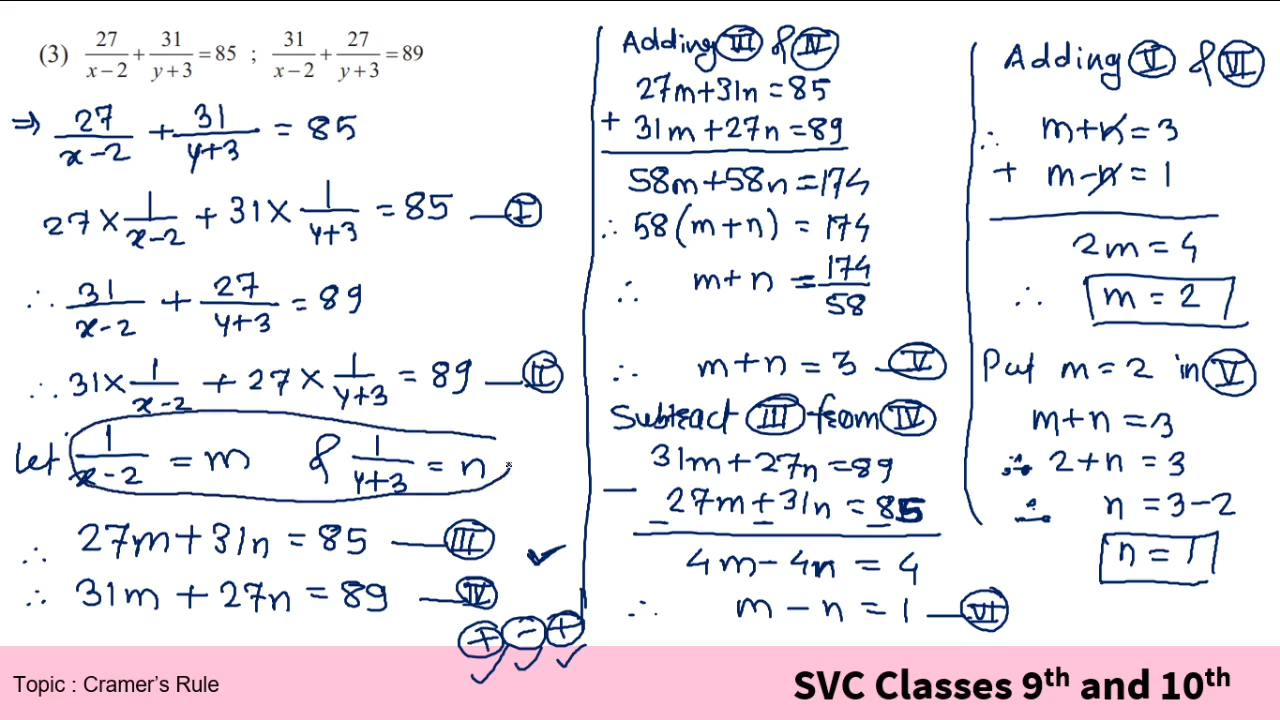 (3) 27/(x−2) + 31/(y+3) = 85 ; 31/(x−2) + 27/(y+3) = 89
⇒ 27/(x−2) + 31/(y+3) = 85
27 × 1/(x−2) + 31 × 1/(y+3) = 85 — I
∴ 31/(x−2) + 27/(y+3) = 89
∴ 31 × 1/(x−2) + 27 × 1/(y+3) = 89 — II
Let 1/(x−2) = m & 1/(y+3) = n
∴ 27m + 31n = 85 — III ✓
∴ 31m + 27n = 89 — IV
+ − +
✓ ✓ ✓
Adding III & IV
27m + 31n = 85
+ 31m + 27n = 89
58m + 58n = 174
∴ 58(m + n) = 174
∴ m + n = 174/58
∴ m + n = 3 — V
Subtract III from IV
31m + 27n = 89
− 27m + 31n = 85
− − −
4m − 4n = 4
∴ m − n = 1 — VI
Adding V & VI
∴ m + n = 3
+ m − n = 1
2m = 4
∴ m = 2
Put m = 2 in V
m + n = 3
∴ 2 + n = 3
∴ n = 3 − 2
n = 1
Topic : Cramer's Rule
SVC Classes 9th and 10th